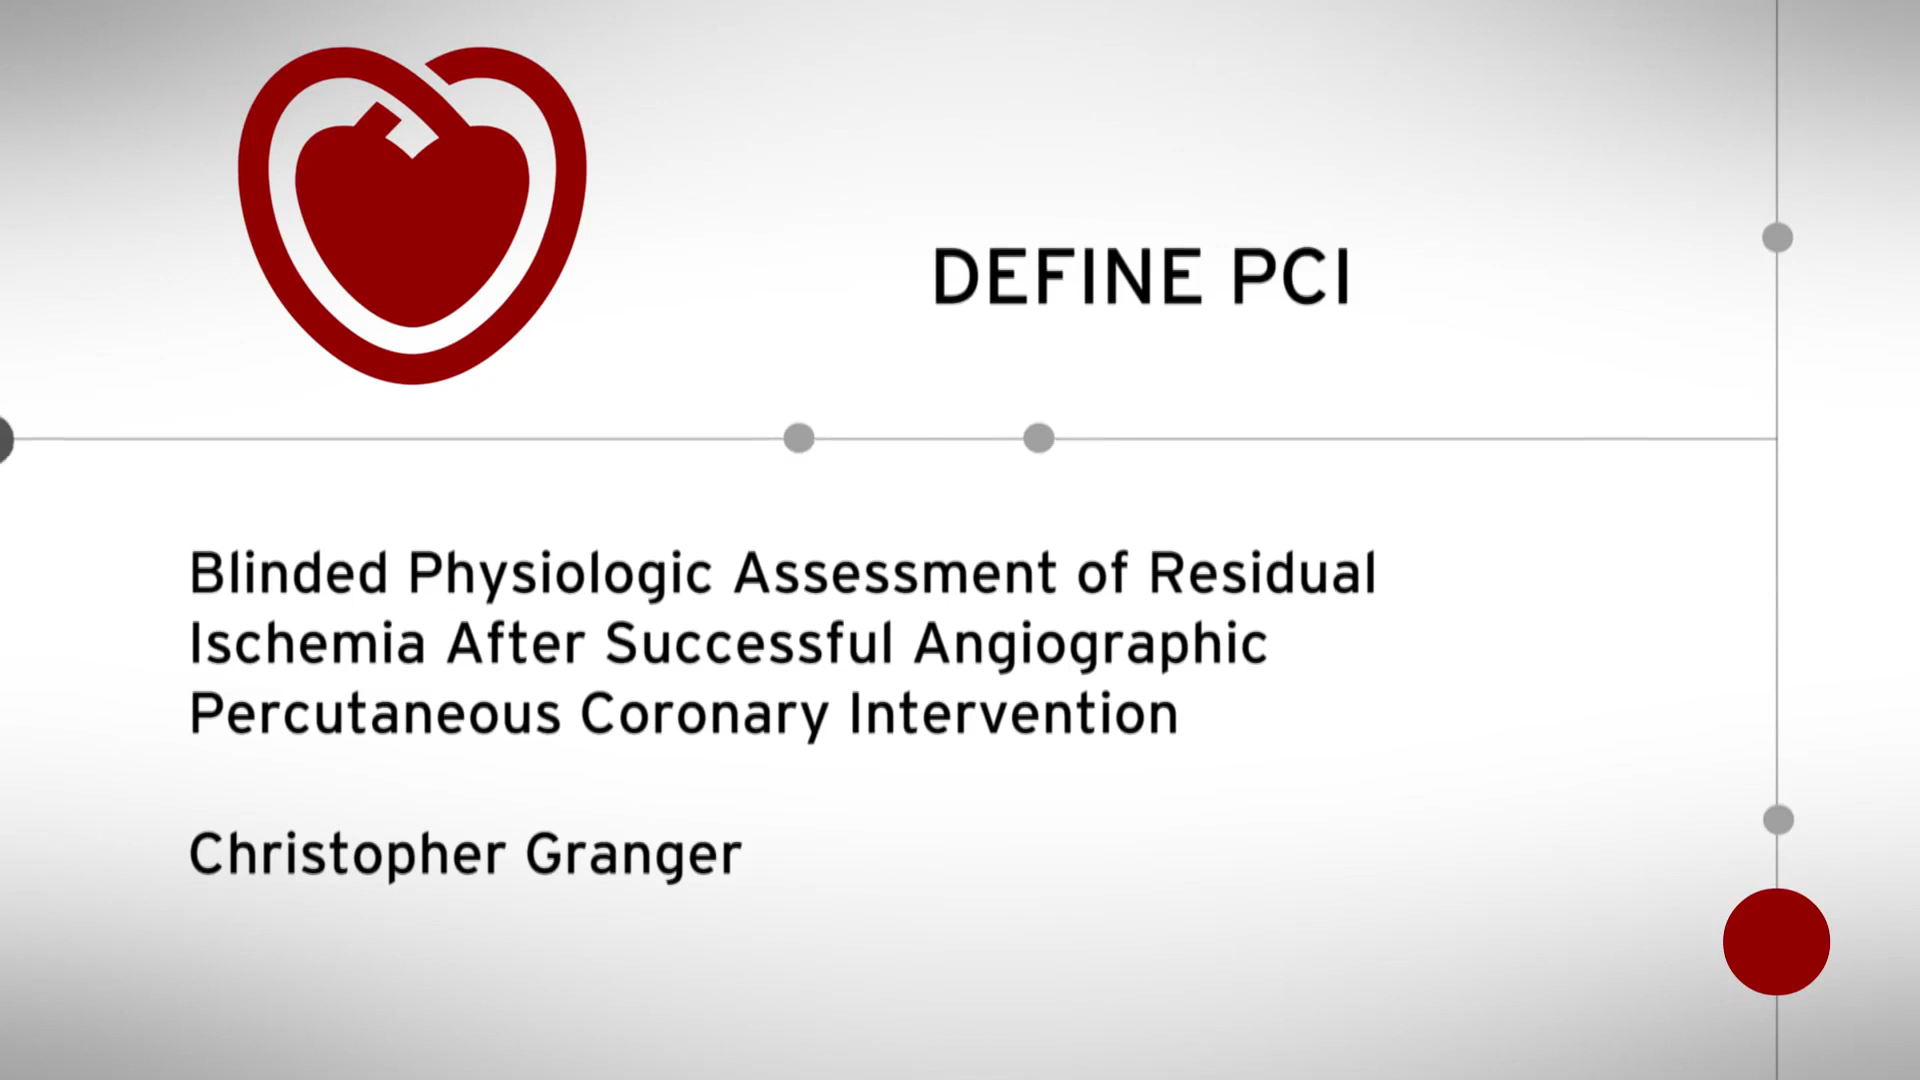 DEFINE PCI
Blinded Physiologic Assessment of Residual
Ischemia After Successful Angiographic
Percutaneous Coronary Intervention
Christopher Granger